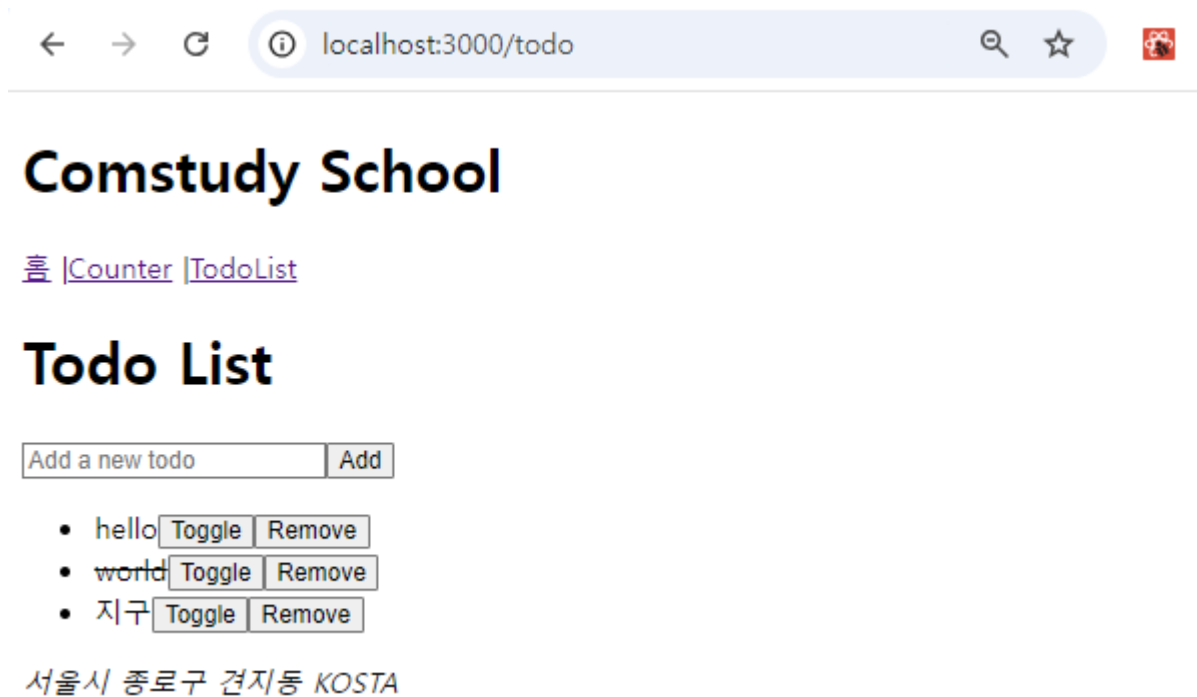 localhost:3000/todo
Comstudy School
홈 |Counter |TodoList
Todo List
Add a new todo Add
hello Toggle Remove
world Toggle Remove
지구 Toggle Remove
서울시 종로구 견지동 KOSTA